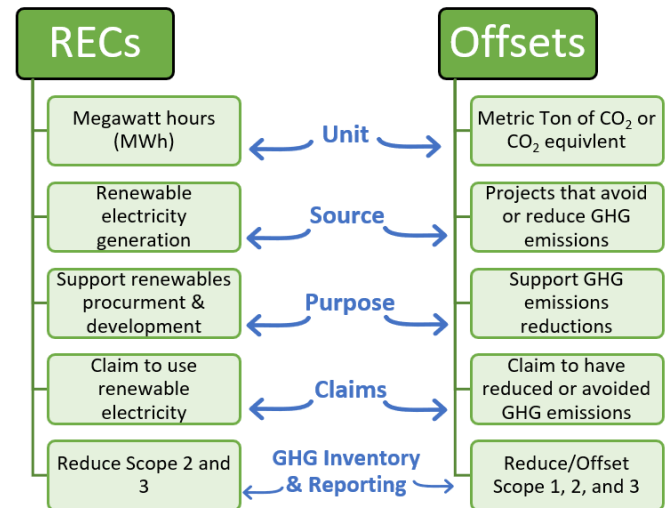 RECs
Offsets
Megawatt hours
(MWh)
Unit
Metric Ton of CO₂ or
CO₂ equivlent
Renewable
electricity
generation
Source
Projects that avoid
or reduce GHG
emissions
Support renewables
procurment &
development
Purpose
Support GHG
emissions
reductions
Claim to use
renewable
electricity
Claims
Claim to have
reduced or avoided
GHG emissions
Reduce Scope 2 and
3
GHG Inventory
& Reporting
Reduce/Offset
Scope 1, 2, and 3